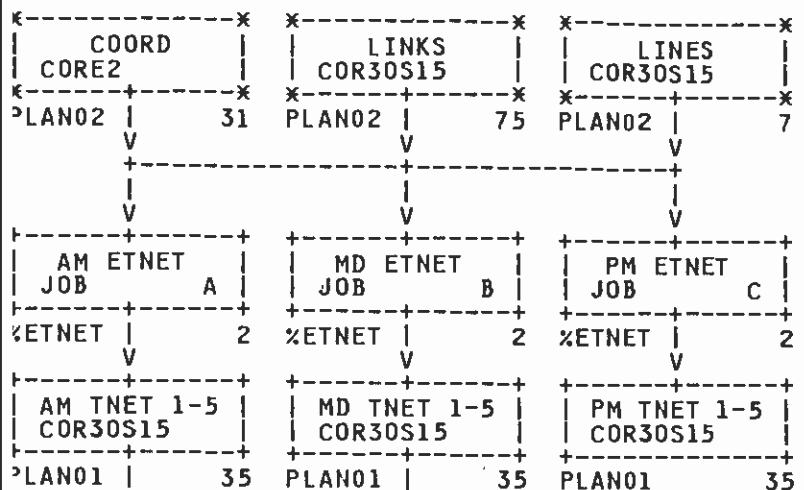 COORD LINKS LINES
CORE2 COR30S15 COR30S15
PLAN02 31 PLAN02 75 PLAN02 7
AM ETNET MD ETNET PM ETNET
JOB A JOB B JOB C
%ETNET 2 %ETNET 2 %ETNET 2
AM TNET 1-5 MD TNET 1-5 PM TNET 1-5
COR30S15 COR30S15 COR30S15
PLAN01 35 PLAN01 35 PLAN01 35